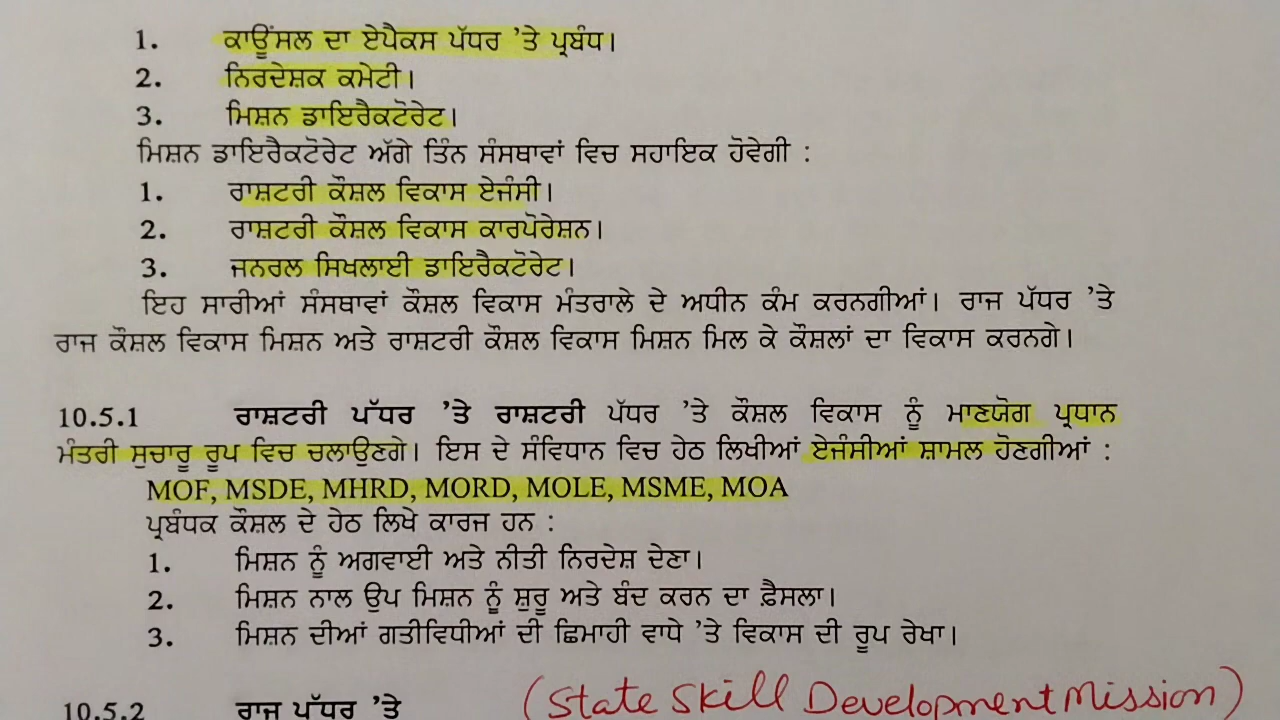 1. ਕਾਊਂਸਲ ਦਾ ਏਪੈਕਸ ਪੱਧਰ ’ਤੇ ਪ੍ਰਬੰਧ।
2. ਨਿਰਦੇਸ਼ਕ ਕਮੇਟੀ।
3. ਮਿਸ਼ਨ ਡਾਇਰੈਕਟੋਰੇਟ।
ਮਿਸ਼ਨ ਡਾਇਰੈਕਟੋਰੇਟ ਅੱਗੇ ਤਿੰਨ ਸੰਸਥਾਵਾਂ ਵਿਚ ਸਹਾਇਕ ਹੋਵੇਗੀ :
1. ਰਾਸ਼ਟਰੀ ਕੌਸ਼ਲ ਵਿਕਾਸ ਏਜੰਸੀ।
2. ਰਾਸ਼ਟਰੀ ਕੌਸ਼ਲ ਵਿਕਾਸ ਕਾਰਪੋਰੇਸ਼ਨ।
3. ਜਨਰਲ ਸਿਖਲਾਈ ਡਾਇਰੈਕਟੋਰੇਟ।
ਇਹ ਸਾਰੀਆਂ ਸੰਸਥਾਵਾਂ ਕੌਸ਼ਲ ਵਿਕਾਸ ਮੰਤਰਾਲੇ ਦੇ ਅਧੀਨ ਕੰਮ ਕਰਨਗੀਆਂ। ਰਾਜ ਪੱਧਰ ’ਤੇ
ਰਾਜ ਕੌਸ਼ਲ ਵਿਕਾਸ ਮਿਸ਼ਨ ਅਤੇ ਰਾਸ਼ਟਰੀ ਕੌਸ਼ਲ ਵਿਕਾਸ ਮਿਸ਼ਨ ਮਿਲ ਕੇ ਕੌਸ਼ਲਾਂ ਦਾ ਵਿਕਾਸ ਕਰਨਗੇ।
10.5.1 ਰਾਸ਼ਟਰੀ ਪੱਧਰ ’ਤੇ ਰਾਸ਼ਟਰੀ ਪੱਧਰ ’ਤੇ ਕੌਸ਼ਲ ਵਿਕਾਸ ਨੂੰ ਮਾਣਯੋਗ ਪ੍ਰਧਾਨ
ਮੰਤਰੀ ਸੁਚਾਰੂ ਰੂਪ ਵਿਚ ਚਲਾਉਣਗੇ। ਇਸ ਦੇ ਸੰਵਿਧਾਨ ਵਿਚ ਹੇਠ ਲਿਖੀਆਂ ਏਜੰਸੀਆਂ ਸ਼ਾਮਲ ਹੋਣਗੀਆਂ :
MOF, MSDE, MHRD, MORD, MOLE, MSME, MOA
ਪ੍ਰਬੰਧਕ ਕੌਸ਼ਲ ਦੇ ਹੇਠ ਲਿਖੇ ਕਾਰਜ ਹਨ :
1. ਮਿਸ਼ਨ ਨੂੰ ਅਗਵਾਈ ਅਤੇ ਨੀਤੀ ਨਿਰਦੇਸ਼ ਦੇਣਾ।
2. ਮਿਸ਼ਨ ਨਾਲ ਉਪ ਮਿਸ਼ਨ ਨੂੰ ਸ਼ੁਰੂ ਅਤੇ ਬੰਦ ਕਰਨ ਦਾ ਫ਼ੈਸਲਾ।
3. ਮਿਸ਼ਨ ਦੀਆਂ ਗਤੀਵਿਧੀਆਂ ਦੀ ਛਿਮਾਹੀ ਵਾਧੇ ’ਤੇ ਵਿਕਾਸ ਦੀ ਰੂਪ ਰੇਖਾ।
10.5.2 ਰਾਜ ਪੱਧਰ ’ਤੇ (State Skill Development Mission)